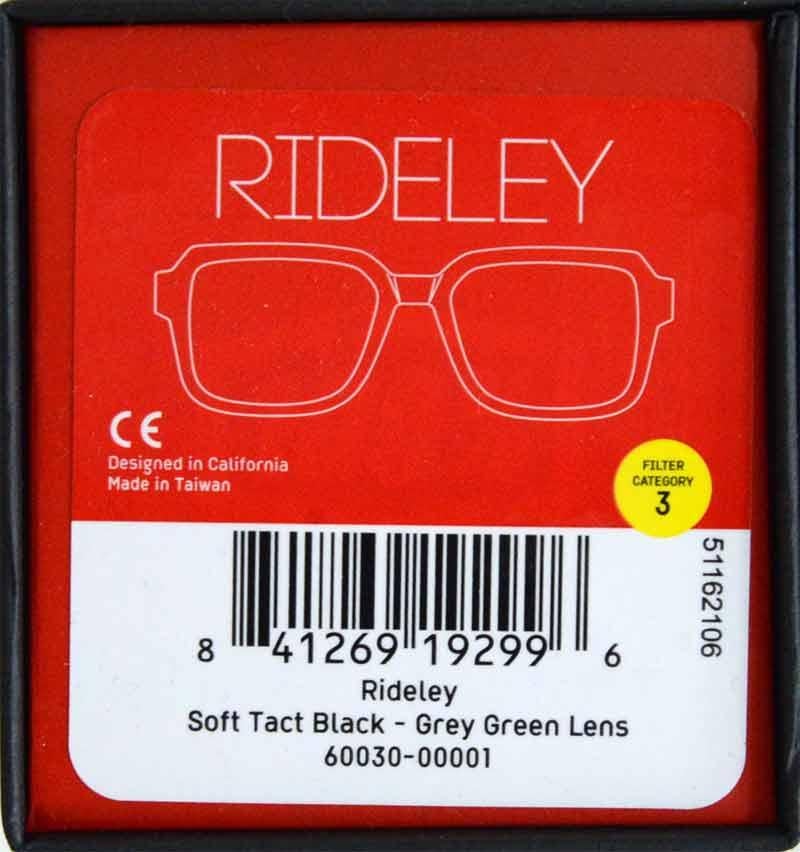 RIDELEY
CE
Designed in California
Made in Taiwan
FILTER
CATEGORY
3
51162106
8 41269 19299 6
Rideley
Soft Tact Black - Grey Green Lens
60030-00001